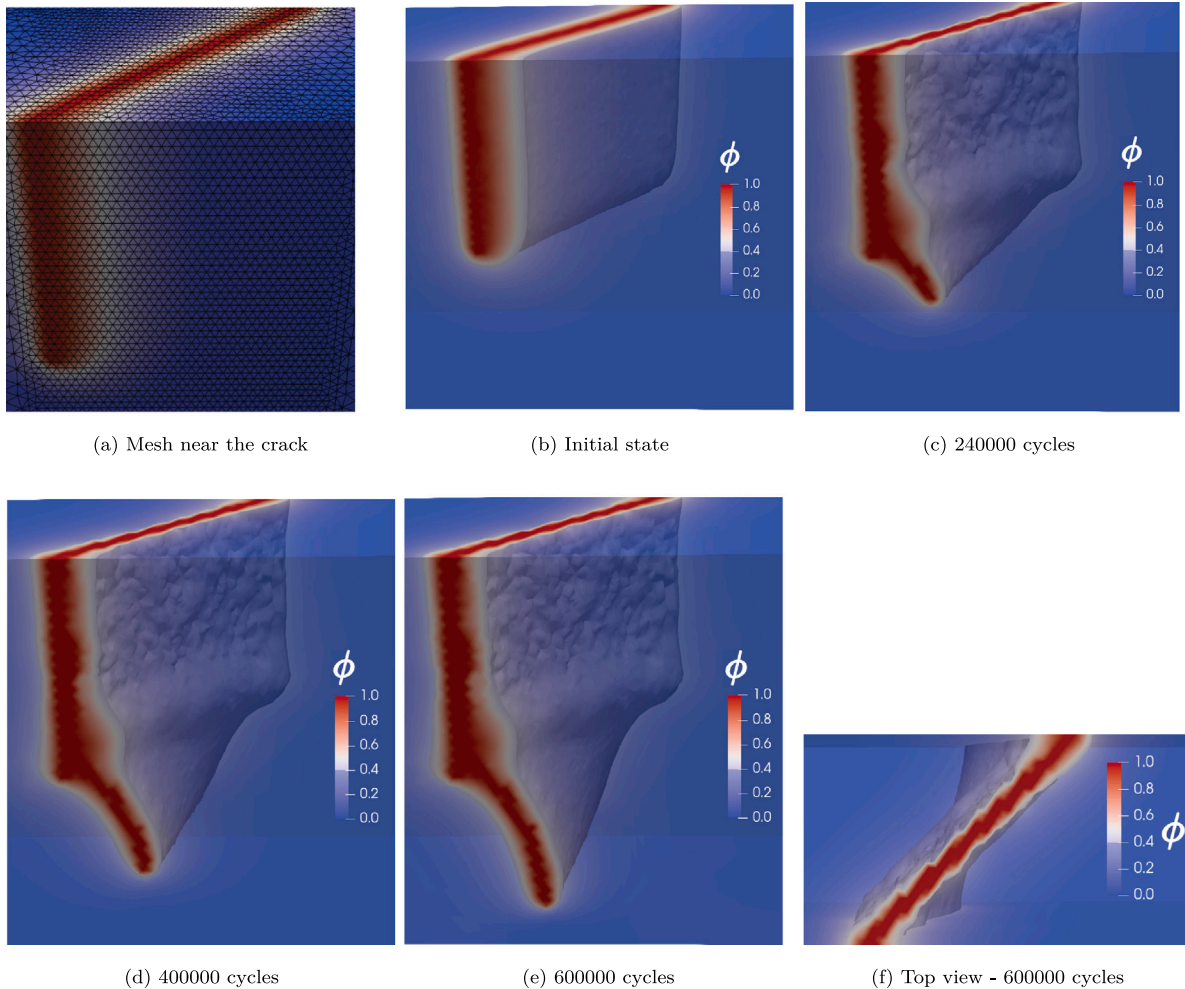 ϕ
1.0
0.8
0.6
0.4
0.2
0.0
ϕ
1.0
0.8
0.6
0.4
0.2
0.0
(a) Mesh near the crack
(b) Initial state
(c) 240000 cycles
ϕ
1.0
0.8
0.6
0.4
0.2
0.0
ϕ
1.0
0.8
0.6
0.4
0.2
0.0
1.0
0.8
0.6
0.4
0.2
0.0
ϕ
(d) 400000 cycles
(e) 600000 cycles
(f) Top view - 600000 cycles